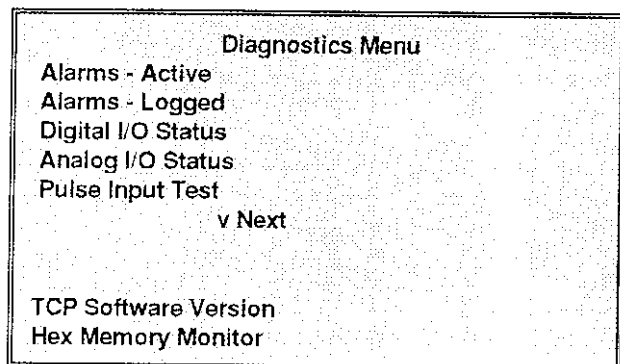 Diagnostics Menu
Alarms - Active
Alarms - Logged
Digital I/O Status
Analog I/O Status
Pulse Input Test
v Next
TCP Software Version
Hex Memory Monitor